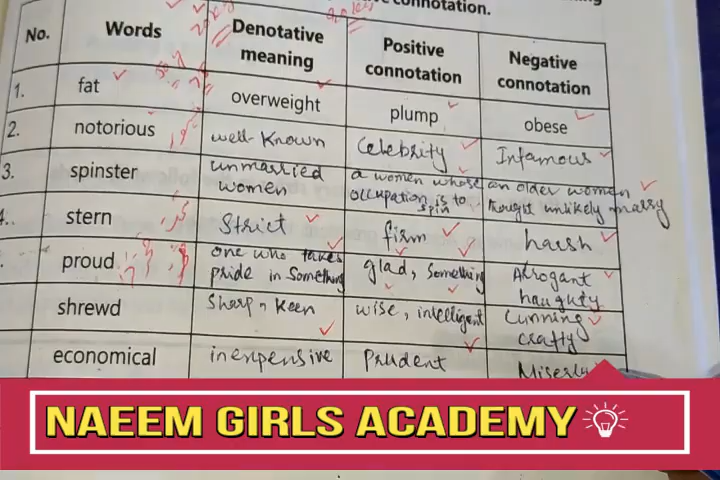 connotation.
No. Words Denotative meaning Positive connotation Negative connotation
1. fat overweight plump obese
2. notorious well-Known Celebrity Infamous
3. spinster unmarried women a women whose occupation is to spin an older women thought unlikely marry
4. stern Strict firm harsh
proud one who takes pride in Something glad, Something Arrogant haughty
shrewd Sharp, Keen wise, intelligent Cunning crafty
economical inexpensive Prudent Miserly
NAEEM GIRLS ACADEMY